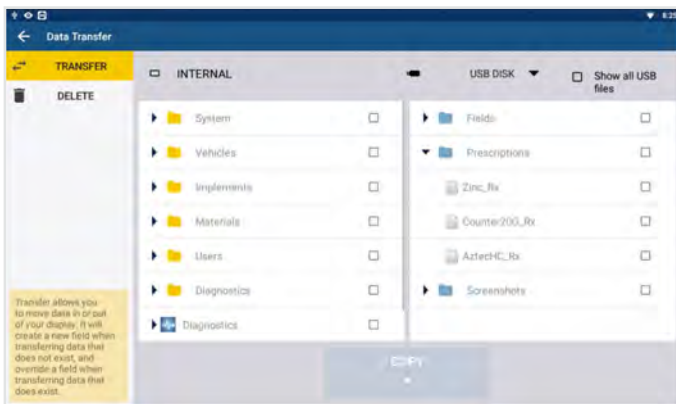 8:25
Data Transfer
TRANSFER
DELETE
INTERNAL
USB DISK
Show all USB
files
System
Vehicles
Implements
Materials
Users
Diagnostics
Diagnostics
Fields
Prescriptions
Zinc_Rx
Counter20G_Rx
AztecHC_Rx
Screenshots
Transfer allows you
to move data in or out
of your display. It will
create a new field when
transferring data that
does not exist, and
override a field when
transferring data that
does exist.
COPY